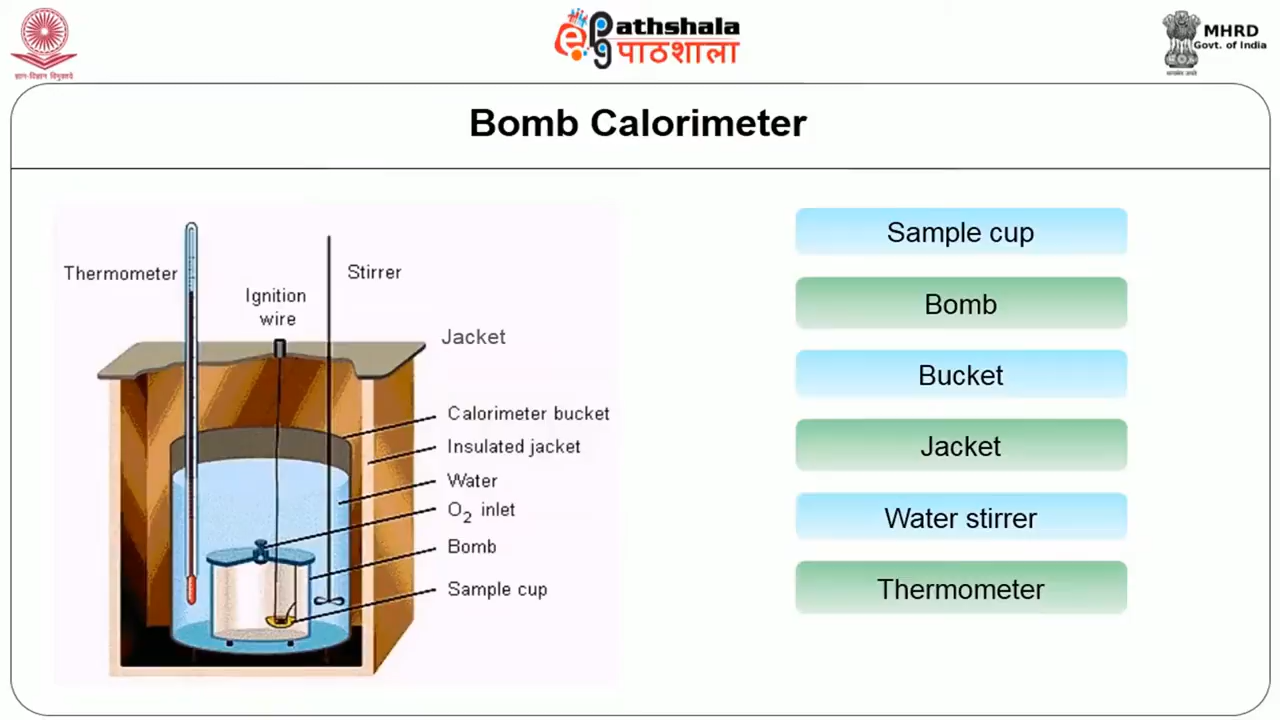 ज्ञान-विज्ञान विमुक्तये
ePathshala
पाठशाला
MHRD
Govt. of India
Bomb Calorimeter
Thermometer
Stirrer
Ignition
wire
Jacket
Calorimeter bucket
Insulated jacket
Water
O₂ inlet
Bomb
Sample cup
Sample cup
Bomb
Bucket
Jacket
Water stirrer
Thermometer